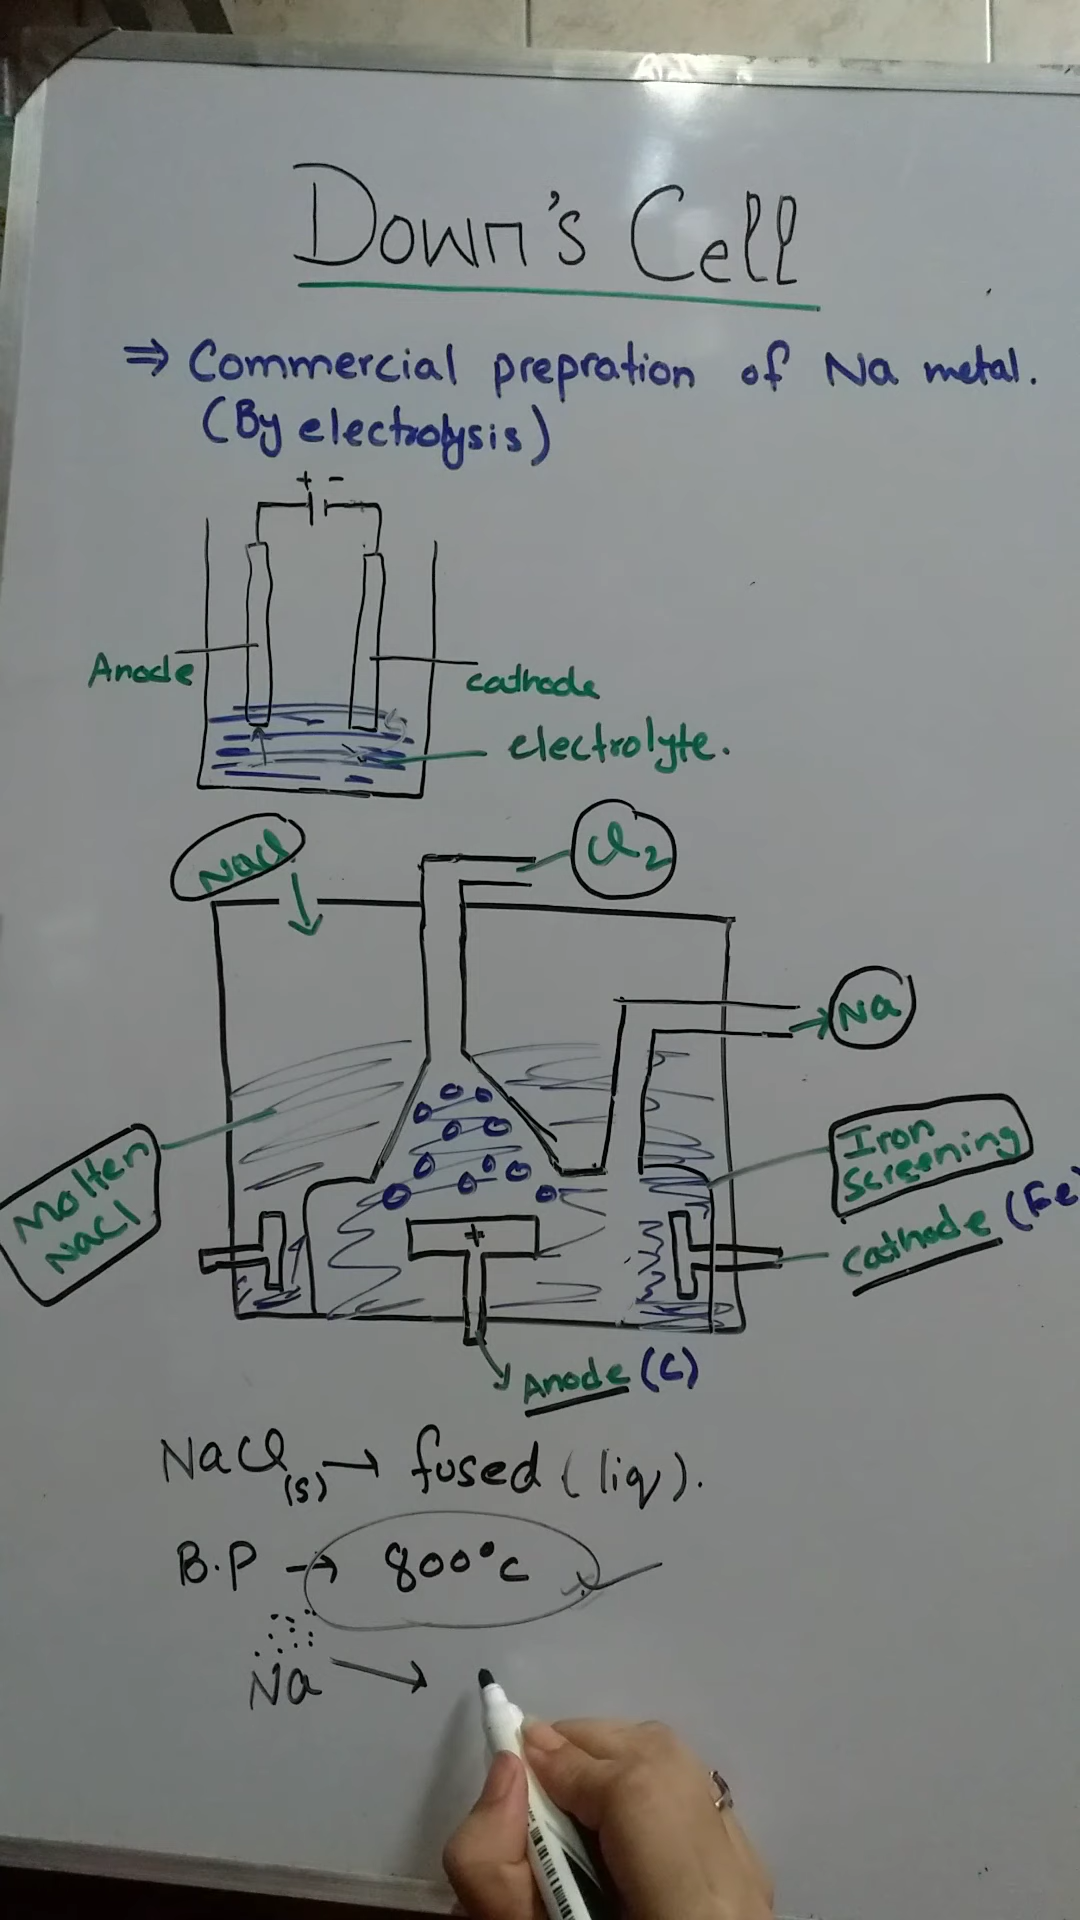 Down's Cell
⇒ Commercial prepration of Na metal.
(By electrolysis)
+ -
Anode
cathode
electrolyte.
NaCl
Cl2
Na
Molten
NaCl
Iron
Screening
Cathode (Fe)
+
Anode (C)
NaCl(s) → fused (liq).
B.P → 800°C
Na →